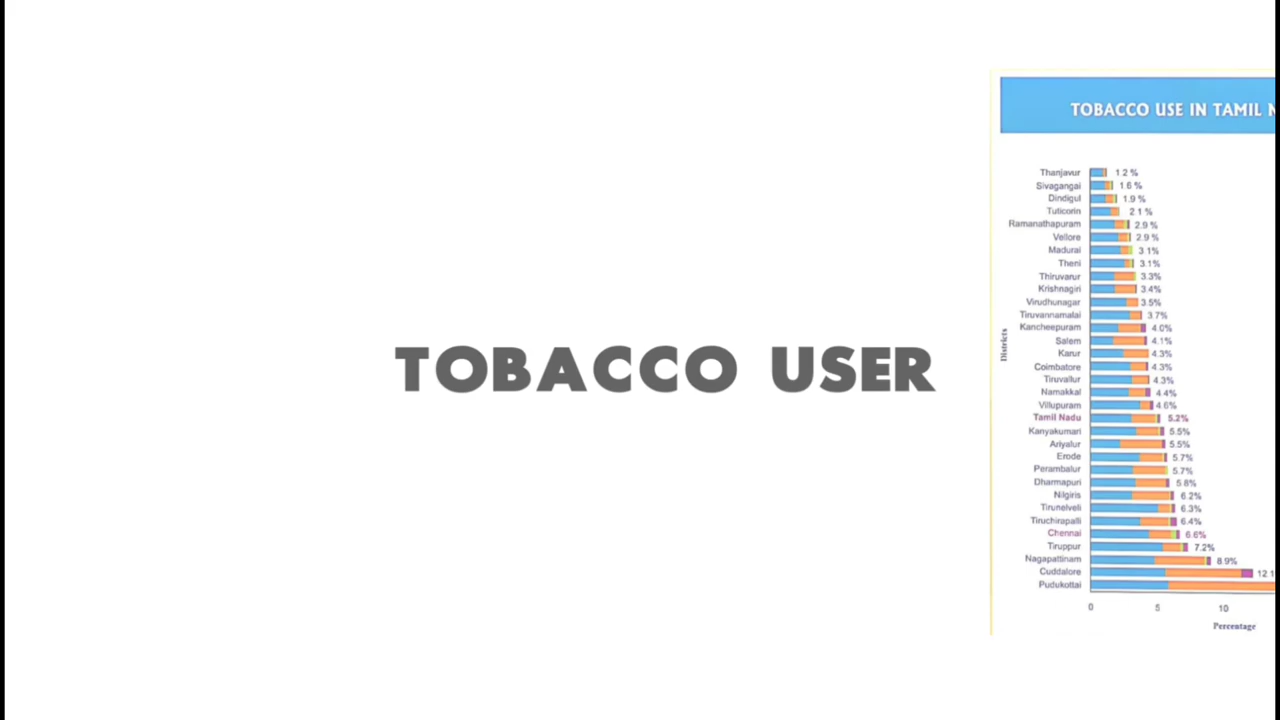 TOBACCO USER
TOBACCO USE IN TAMIL N
Districts
Thanjavur 1.2 %
Sivagangai 1.6 %
Dindigul 1.9 %
Tuticorin 2.1 %
Ramanathapuram 2.9 %
Vellore 2.9 %
Madurai 3.1%
Theni 3.1%
Thiruvarur 3.3%
Krishnagiri 3.4%
Virudhunagar 3.5%
Tiruvannamalai 3.7%
Kancheepuram 4.0%
Salem 4.1%
Karur 4.3%
Coimbatore 4.3%
Tiruvallur 4.3%
Namakkal 4.4%
Villupuram 4.6%
Tamil Nadu 5.2%
Kanyakumari 5.5%
Ariyalur 5.5%
Erode 5.7%
Perambalur 5.7%
Dharmapuri 5.8%
Nilgiris 6.2%
Tirunelveli 6.3%
Tiruchirapalli 6.4%
Chennai 6.6%
Tiruppur 7.2%
Nagapattinam 8.9%
Cuddalore 12.1
Pudukottai
0 5 10
Percentage